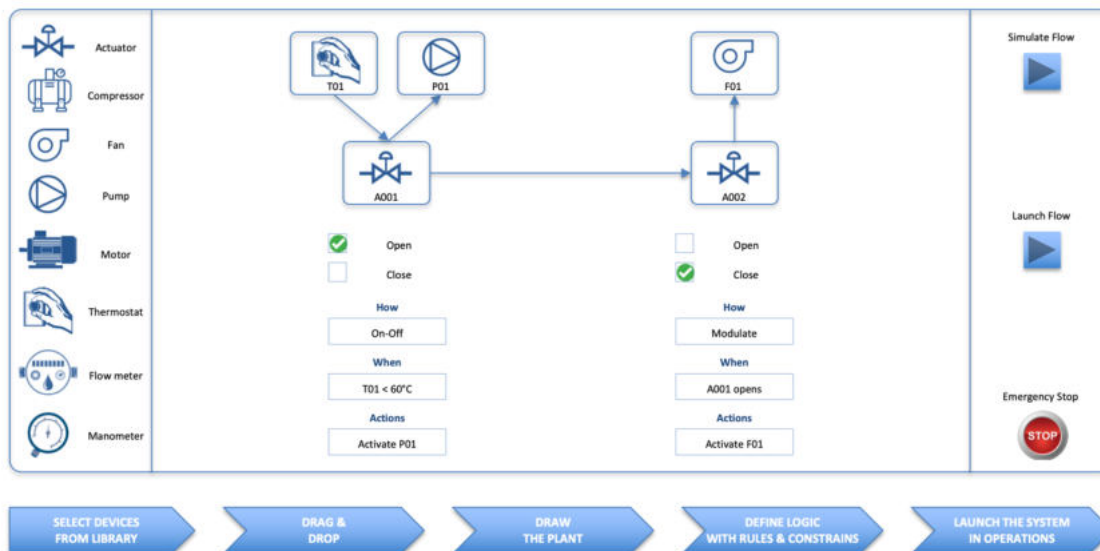 Actuator
Compressor
Fan
Pump
Motor
Thermostat
Flow meter
Manometer
T01
P01
F01
A001
A002
Open
Close
How
On-Off
When
T01 < 60°C
Actions
Activate P01
Open
Close
How
Modulate
When
A001 opens
Actions
Activate F01
Simulate Flow
Launch Flow
Emergency Stop
STOP
SELECT DEVICES
FROM LIBRARY
DRAG &
DROP
DRAW
THE PLANT
DEFINE LOGIC
WITH RULES & CONSTRAINS
LAUNCH THE SYSTEM
IN OPERATIONS